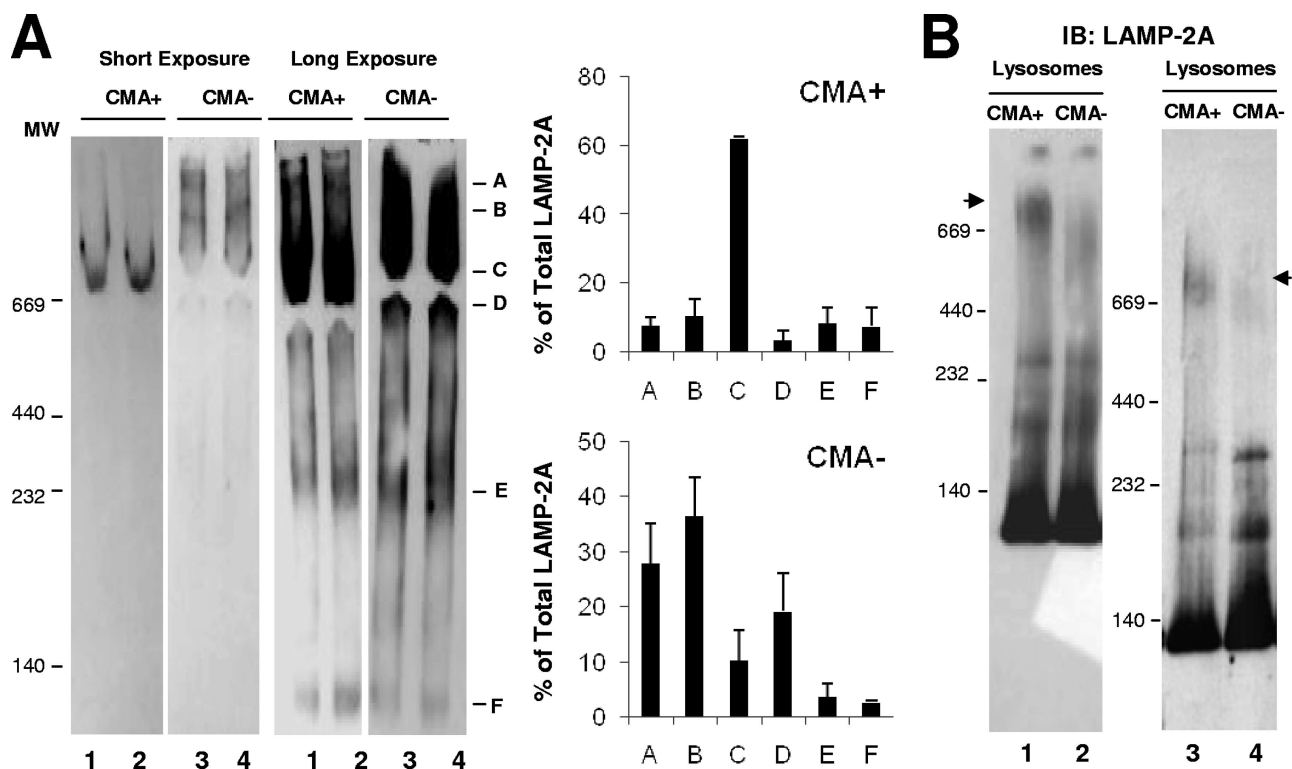 A
Short Exposure Long Exposure
CMA+ CMA- CMA+ CMA-
MW
669
440
232
140
A
B
C
D
E
F
1 2 3 4 1 2 3 4
% of Total LAMP-2A
80
60
40
20
0
CMA+
A B C D E F
% of Total LAMP-2A
50
40
30
20
10
0
CMA-
A B C D E F
B
IB: LAMP-2A
Lysosomes Lysosomes
CMA+ CMA- CMA+ CMA-
669
440
232
140
669
440
232
140
1 2 3 4